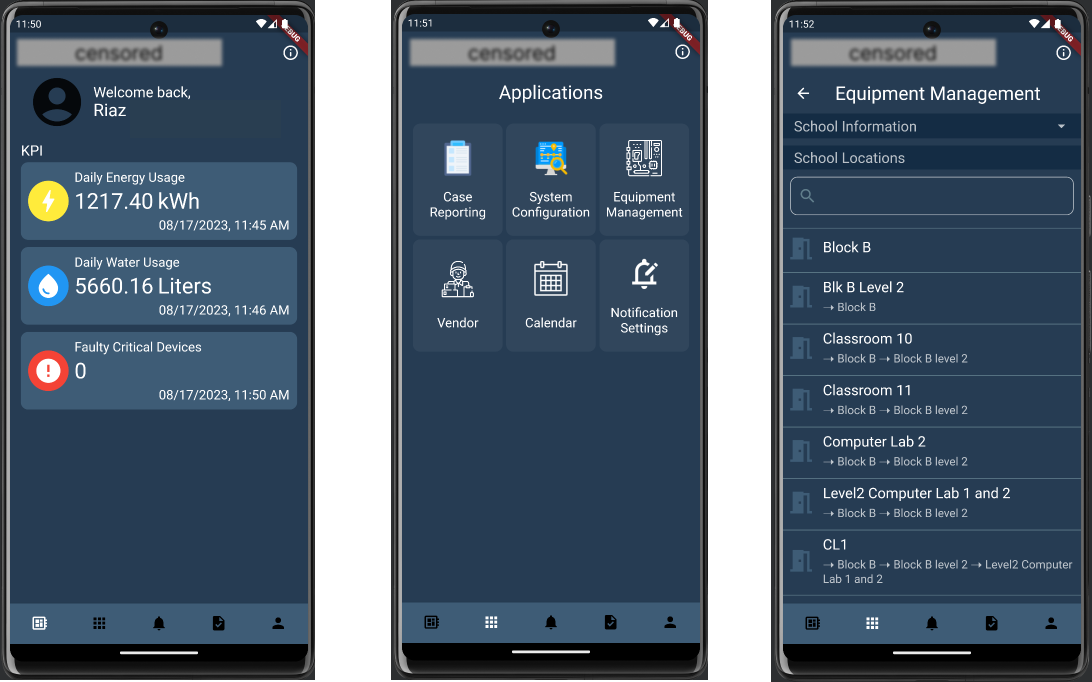 11:50
DEBUG
censored
Welcome back,
Riaz
KPI
Daily Energy Usage
1217.40 kWh
08/17/2023, 11:45 AM
Daily Water Usage
5660.16 Liters
08/17/2023, 11:46 AM
Faulty Critical Devices
0
08/17/2023, 11:50 AM
11:51
DEBUG
censored
Applications
Case
Reporting
System
Configuration
Equipment
Management
Vendor
Calendar
Notification
Settings
11:52
DEBUG
censored
Equipment Management
School Information
School Locations
Block B
Blk B Level 2
→ Block B
Classroom 10
→ Block B → Block B level 2
Classroom 11
→ Block B → Block B level 2
Computer Lab 2
→ Block B → Block B level 2
Level2 Computer Lab 1 and 2
→ Block B → Block B level 2
CL1
→ Block B → Block B level 2 → Level2 Computer
Lab 1 and 2